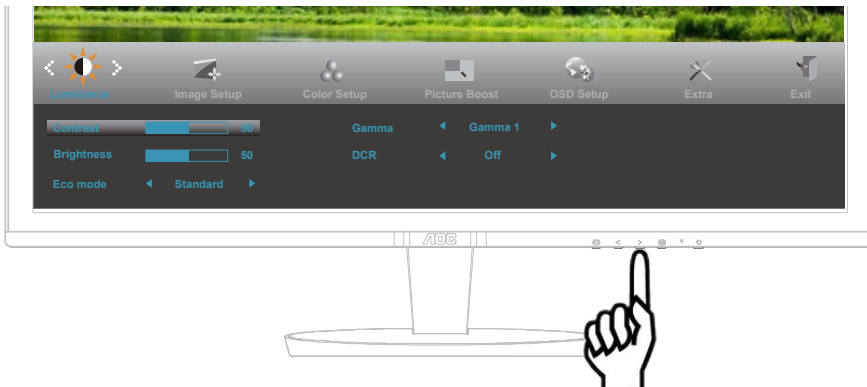 Luminance Image Setup Color Setup Picture Boost OSD Setup Extra Exit
Contrast 50 Gamma Gamma 1
Brightness 50 DCR Off
Eco mode Standard
AOC